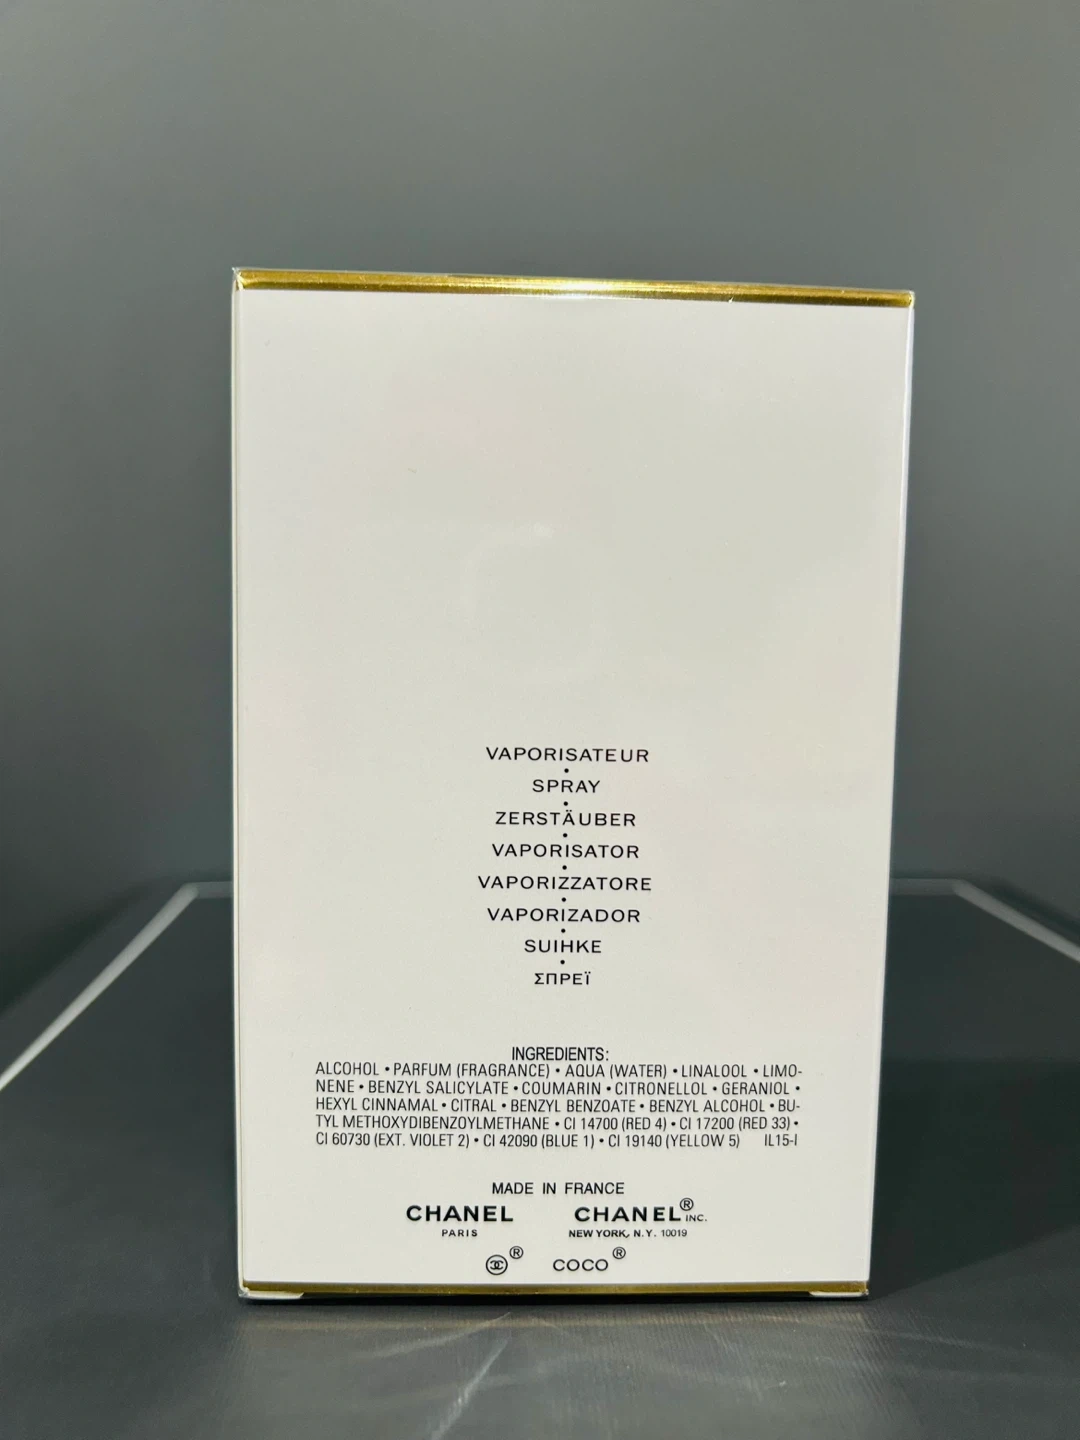 VAPORISATEUR
•
SPRAY
•
ZERSTÄUBER
•
VAPORISATOR
•
VAPORIZZATORE
•
VAPORIZADOR
•
SUIHKE
•
ΣΠΡΕΪ
INGREDIENTS:
ALCOHOL • PARFUM (FRAGRANCE) • AQUA (WATER) • LINALOOL • LIMO-
NENE • BENZYL SALICYLATE • COUMARIN • CITRONELLOL • GERANIOL •
HEXYL CINNAMAL • CITRAL • BENZYL BENZOATE • BENZYL ALCOHOL • BU-
TYL METHOXYDIBENZOYLMETHANE • CI 14700 (RED 4) • CI 17200 (RED 33) •
CI 60730 (EXT. VIOLET 2) • CI 42090 (BLUE 1) • CI 19140 (YELLOW 5) IL15-I
MADE IN FRANCE
CHANEL CHANEL® INC.
PARIS NEW YORK, N.Y. 10019
® COCO®